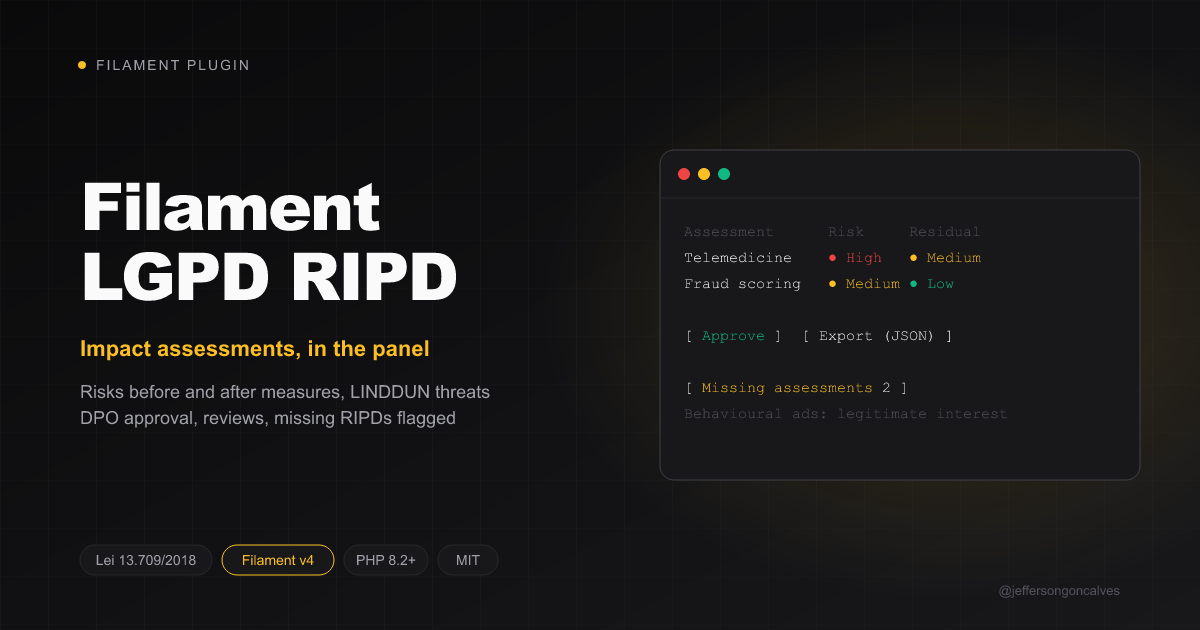 FILAMENT PLUGIN
Filament
LGPD RIPD
Impact assessments, in the panel
Risks before and after measures, LINDDUN threats
DPO approval, reviews, missing RIPDs flagged
Lei 13.709/2018
Filament v4
PHP 8.2+
MIT
Assessment Risk Residual
Telemedicine ● High ● Medium
Fraud scoring ● Medium ● Low
[ Approve ] [ Export (JSON) ]
[ Missing assessments 2 ]
Behavioural ads: legitimate interest
@jeffersongoncalves